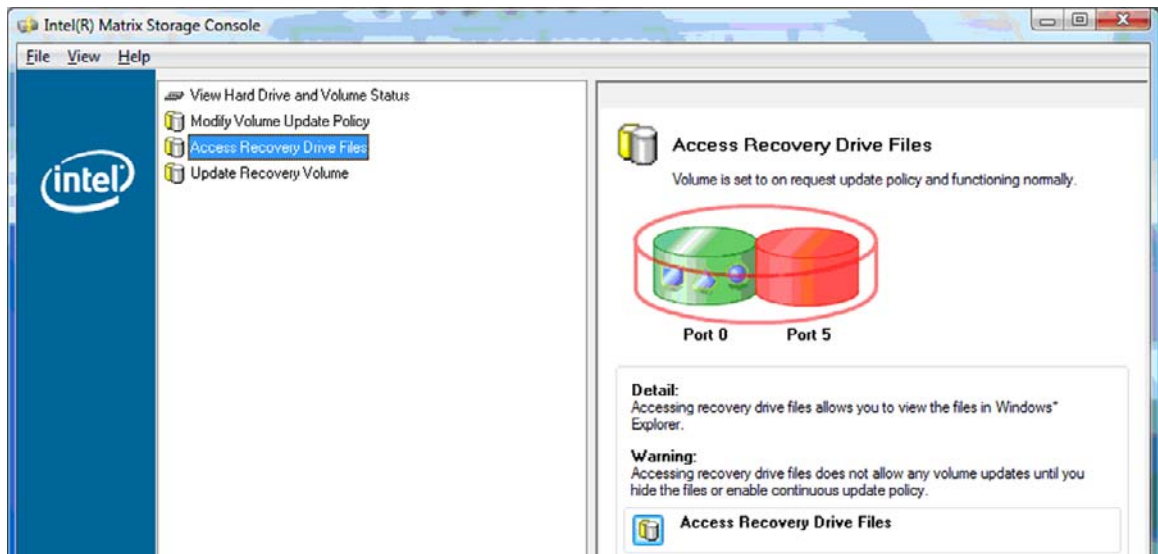 Intel(R) Matrix Storage Console
File View Help
intel
View Hard Drive and Volume Status
Modify Volume Update Policy
Access Recovery Drive Files
Update Recovery Volume
Access Recovery Drive Files
Volume is set to on request update policy and functioning normally.
Port 0 Port 5
Detail:
Accessing recovery drive files allows you to view the files in Windows*
Explorer.
Warning:
Accessing recovery drive files does not allow any volume updates until you
hide the files or enable continuous update policy.
Access Recovery Drive Files